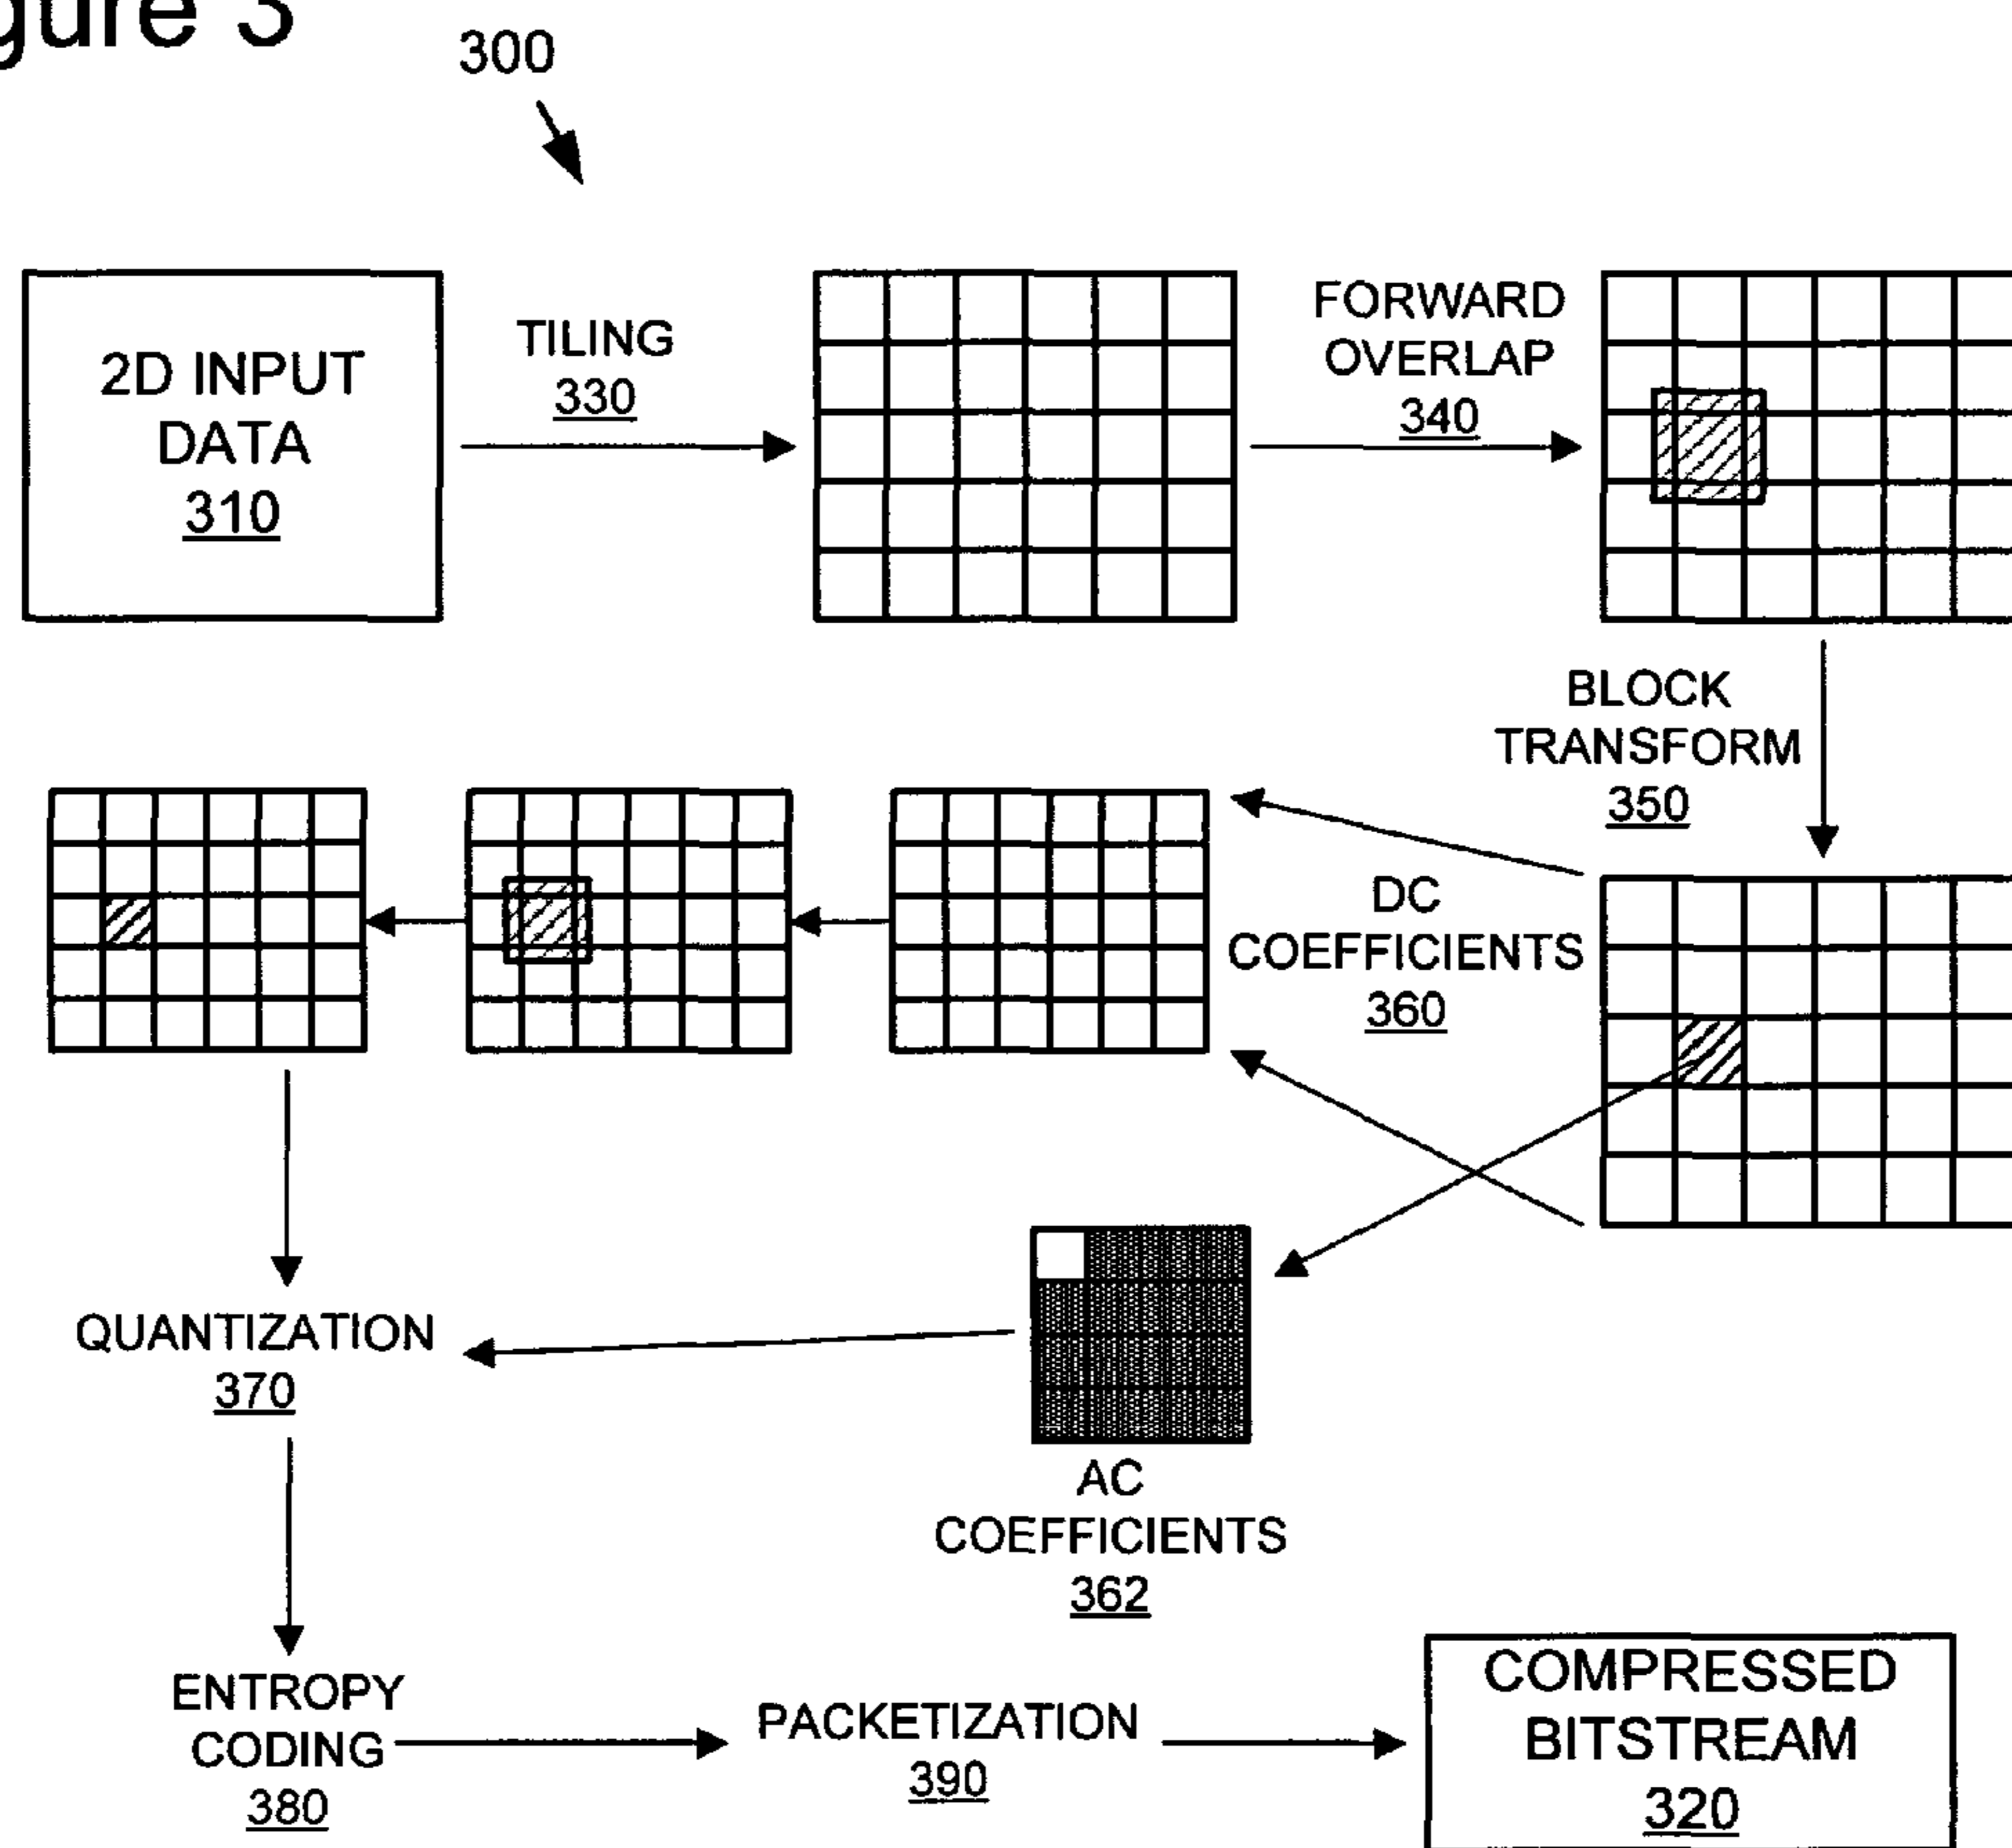 gure 3
300
2D INPUT
DATA
310
TILING
330
FORWARD
OVERLAP
340
BLOCK
TRANSFORM
350
DC
COEFFICIENTS
360
QUANTIZATION
370
AC
COEFFICIENTS
362
ENTROPY
CODING
380
PACKETIZATION
390
COMPRESSED
BITSTREAM
320